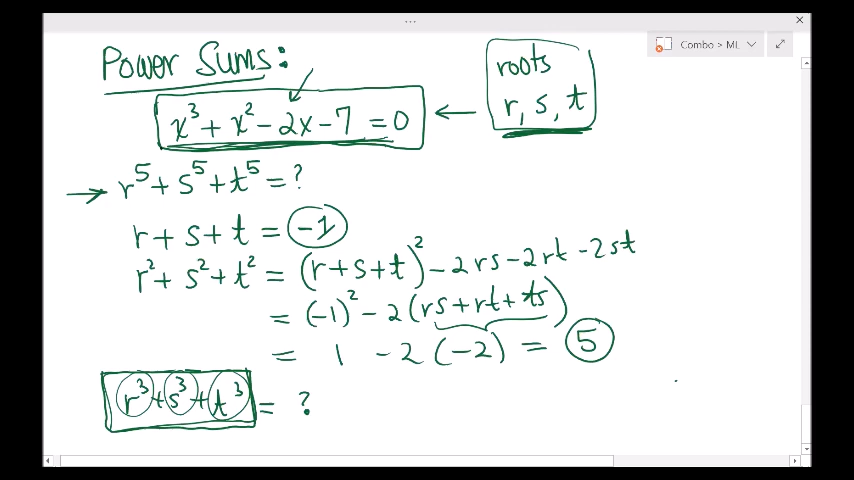 Combo > ML
Power Sums:
roots
r, s, t
x³ + x² - 2x - 7 = 0
r⁵ + s⁵ + t⁵ = ?
r + s + t = -1
r² + s² + t² = (r + s + t)² - 2rs - 2rt - 2st
= (-1)² - 2(rs + rt + ts)
= 1 - 2(-2) = 5
r³ + s³ + t³ = ?